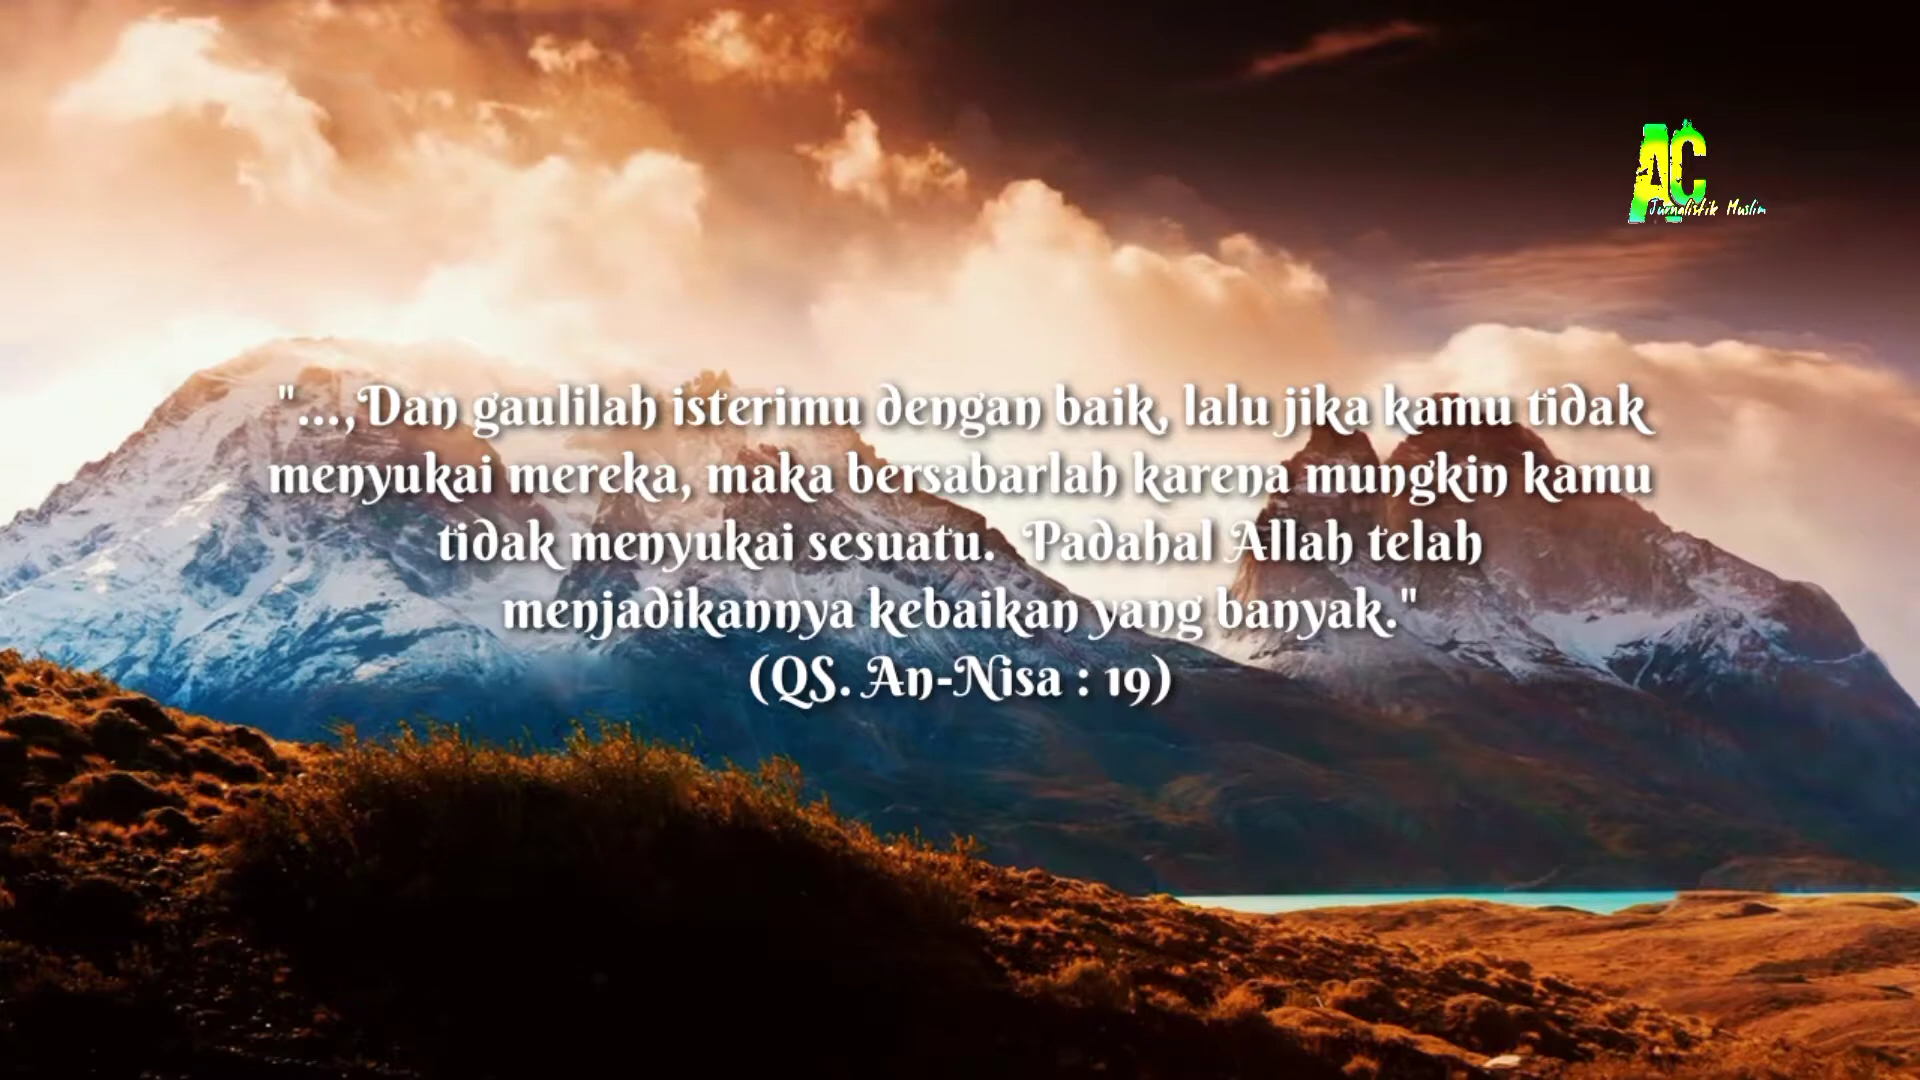 AC
Jurnalistik Muslim
"...,Dan gaulilah isterimu dengan baik, lalu jika kamu tidak
menyukai mereka, maka bersabarlah karena mungkin kamu
tidak menyukai sesuatu. Padahal Allah telah
menjadikannya kebaikan yang banyak."
(QS. An-Nisa : 19)